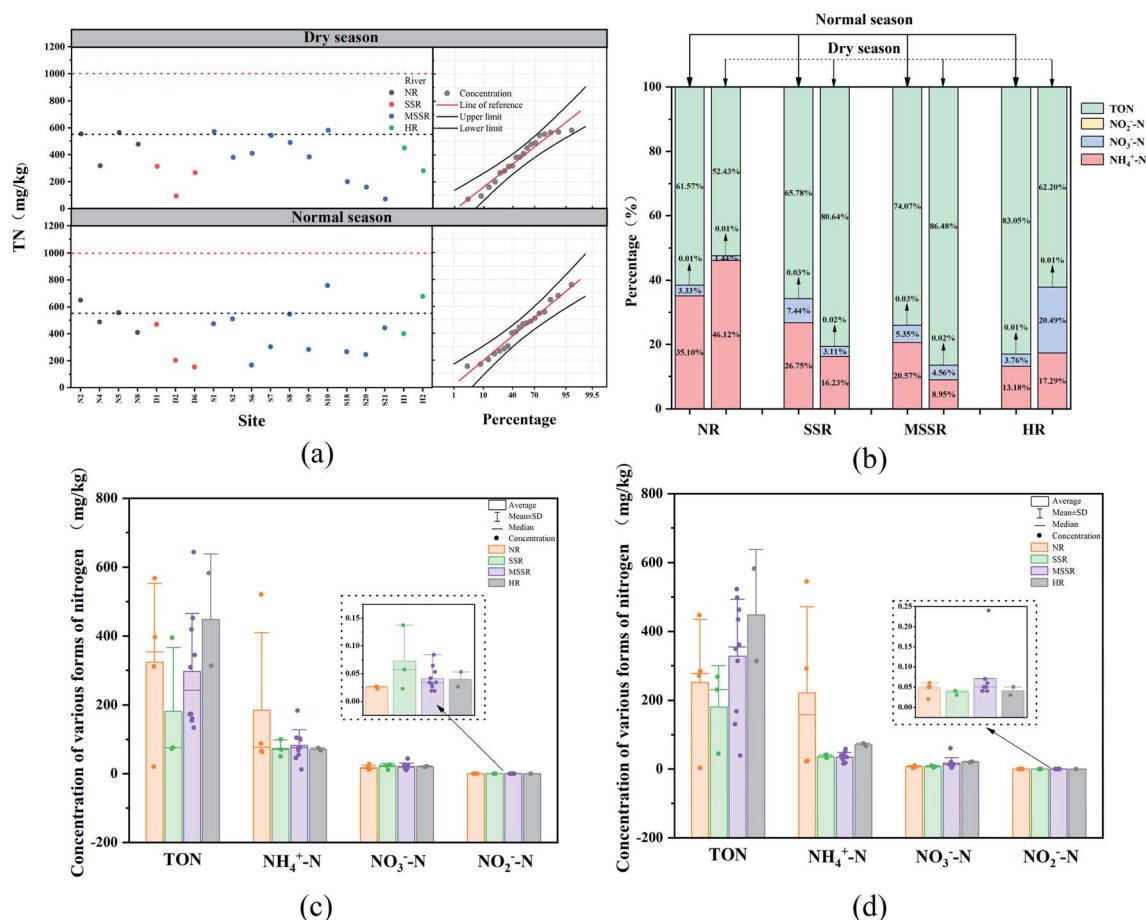 Dry season
1200
1000
800
600
400
200
0
River
NR
SSR
MSSR
HR
Concentration
Line of reference
Upper limit
Lower limit
TN（mg/kg）
Normal season
1200
1000
800
600
400
200
0
N2
N4
N5
N8
D1
D2
D6
S1
S2
S6
S7
S8
S9
S10
S18
S20
S21
H1
H2
1
10
40
70
95
99.5
Site
Percentage
(a)
Normal season
Dry season
100
80
60
40
20
0
Percentage（%）
61.57%
0.01%
3.33%
35.10%
52.43%
0.01%
46.12%
65.78%
0.03%
7.44%
26.75%
80.64%
0.02%
3.11%
16.23%
74.07%
0.03%
5.35%
20.57%
86.48%
0.02%
4.56%
8.95%
83.05%
0.01%
3.76%
13.18%
62.20%
0.01%
20.49%
17.29%
TON
NO₂⁻-N
NO₃⁻-N
NH₄⁺-N
NR
SSR
MSSR
HR
(b)
Concentration of various forms of nitrogen（mg/kg）
800
600
400
200
0
-200
Average
Mean±SD
Median
Concentration
NR
SSR
MSSR
HR
0.15
0.10
0.05
0.00
TON
NH₄⁺-N
NO₃⁻-N
NO₂⁻-N
(c)
Concentration of various forms of nitrogen（mg/kg）
800
600
400
200
0
-200
Average
Mean±SD
Median
Concentration
NR
SSR
MSSR
HR
0.25
0.20
0.15
0.10
0.05
0.00
TON
NH₄⁺-N
NO₃⁻-N
NO₂⁻-N
(d)